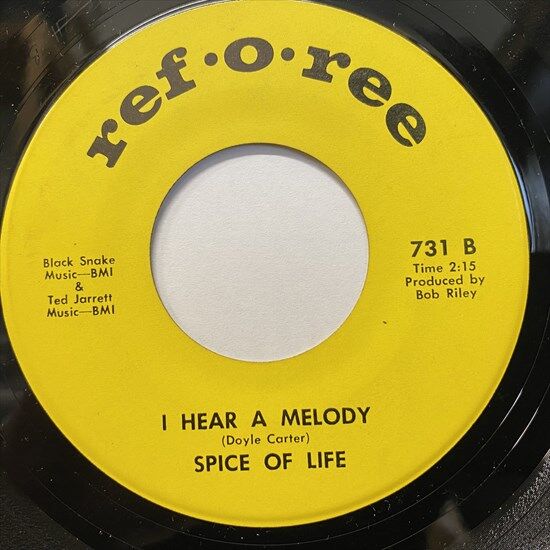 ref·o·ree
Black Snake
Music—BMI
&
Ted Jarrett
Music—BMI
731 B
Time 2:15
Produced by
Bob Riley
I HEAR A MELODY
(Doyle Carter)
SPICE OF LIFE